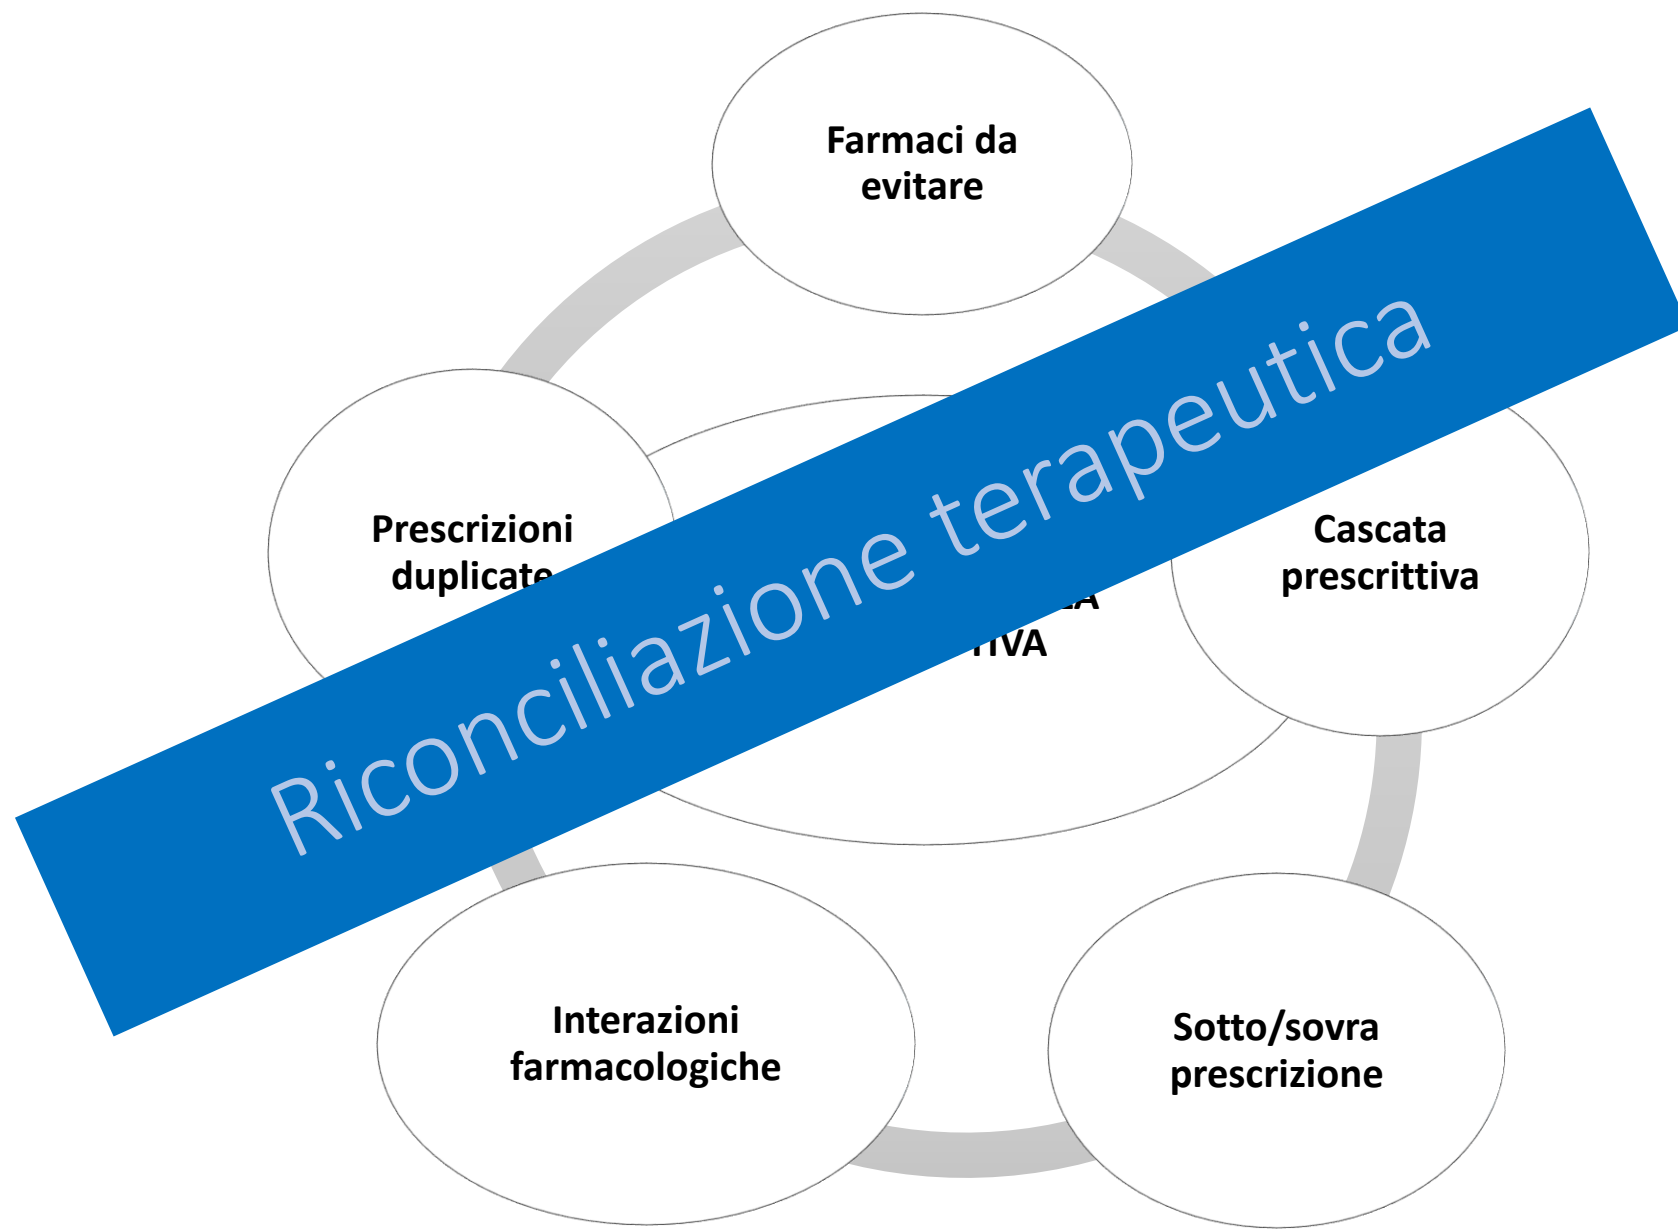 Farmaci da
evitare
Riconciliazione terapeutica
Prescrizioni
duplicate
Cascata
prescrittiva
Interazioni
farmacologiche
Sotto/sovra
prescrizione